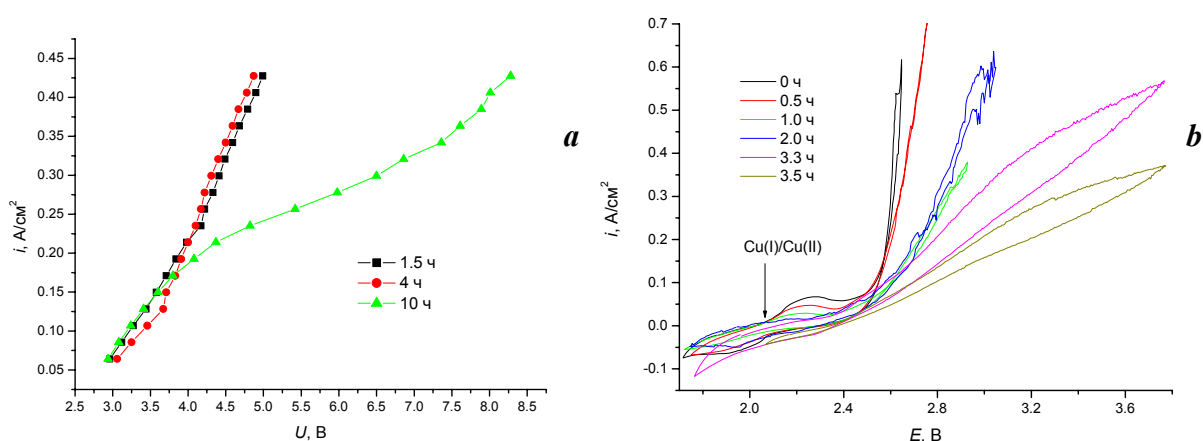 0.45
0.40
0.35
0.30
0.25
0.20
0.15
0.10
0.05
i, А/см²
2.5 3.0 3.5 4.0 4.5 5.0 5.5 6.0 6.5 7.0 7.5 8.0 8.5
U, В
1.5 ч
4 ч
10 ч
a
0.7
0.6
0.5
0.4
0.3
0.2
0.1
0.0
-0.1
i, А/см²
2.0 2.4 2.8 3.2 3.6
E, В
0 ч
0.5 ч
1.0 ч
2.0 ч
3.3 ч
3.5 ч
Cu(I)/Cu(II)
b